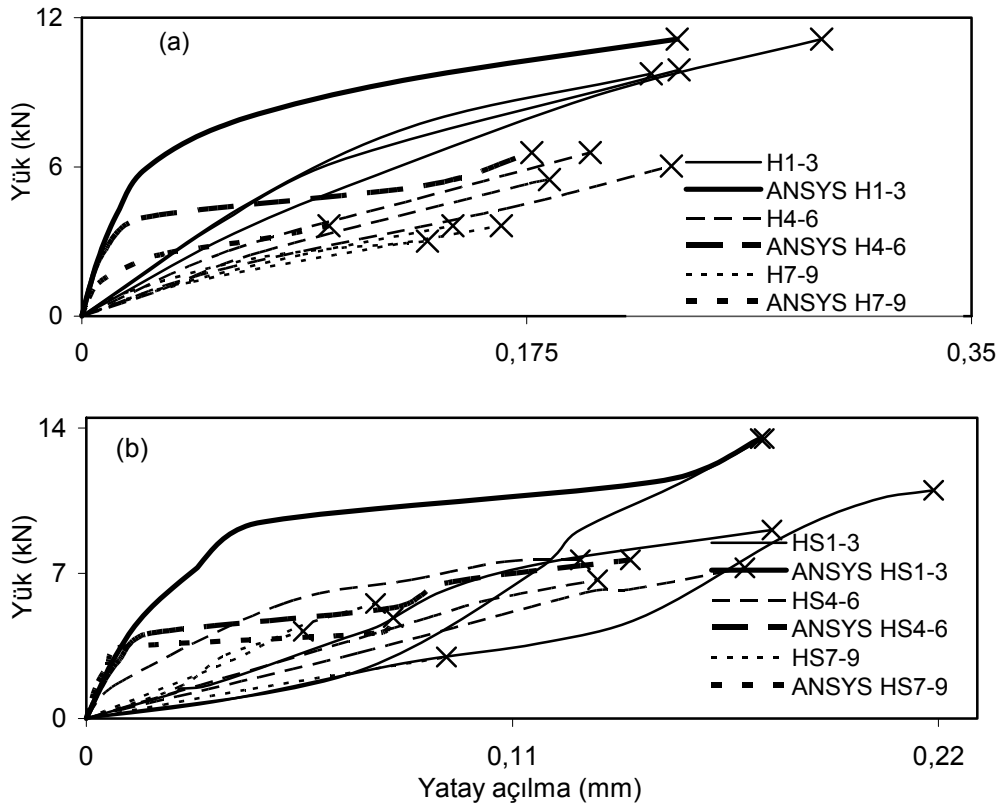 12
(a)
Yük (kN)
6
H1-3
ANSYS H1-3
H4-6
ANSYS H4-6
H7-9
ANSYS H7-9
0
0
0,175
0,35
14
(b)
Yük (kN)
7
HS1-3
ANSYS HS1-3
HS4-6
ANSYS HS4-6
HS7-9
ANSYS HS7-9
0
0
0,11
0,22
Yatay açılma (mm)